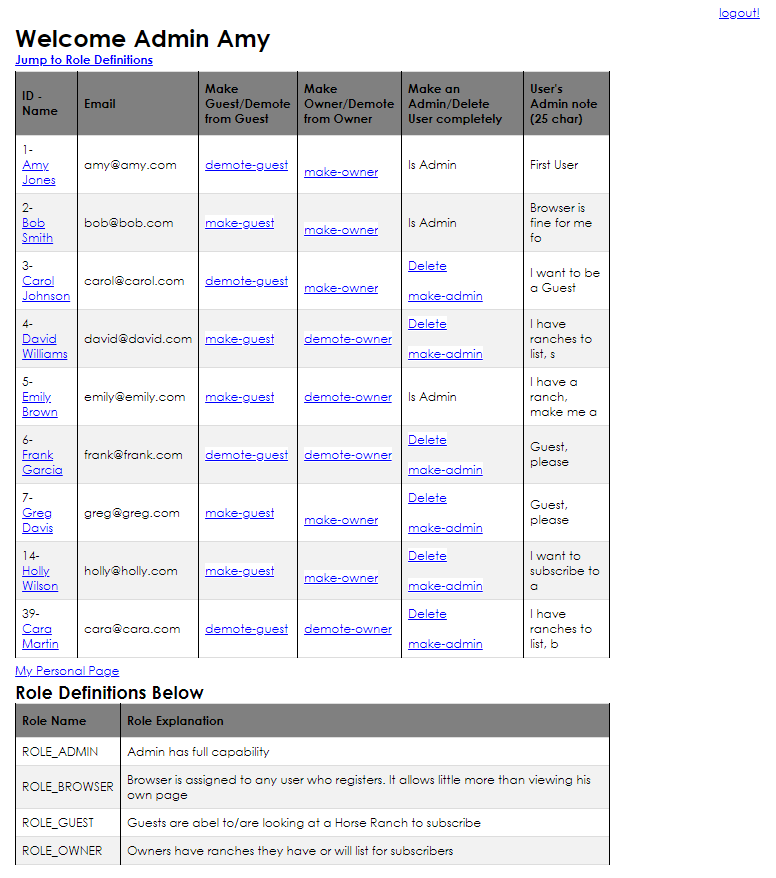 logout!
Welcome Admin Amy
Jump to Role Definitions
ID - Name Email Make Guest/Demote from Guest Make Owner/Demote from Owner Make an Admin/Delete User completely User's Admin note (25 char)
1- Amy Jones amy@amy.com demote-guest make-owner Is Admin First User
2- Bob Smith bob@bob.com make-guest make-owner Is Admin Browser is fine for me fo
3- Carol Johnson carol@carol.com demote-guest make-owner Delete make-admin I want to be a Guest
4- David Williams david@david.com make-guest demote-owner Delete make-admin I have ranches to list, s
5- Emily Brown emily@emily.com make-guest demote-owner Is Admin I have a ranch, make me a
6- Frank Garcia frank@frank.com demote-guest demote-owner Delete make-admin Guest, please
7- Greg Davis greg@greg.com make-guest make-owner Delete make-admin Guest, please
14- Holly Wilson holly@holly.com make-guest make-owner Delete make-admin I want to subscribe to a
39- Cara Martin cara@cara.com demote-guest demote-owner Delete make-admin I have ranches to list, b
My Personal Page
Role Definitions Below
Role Name Role Explanation
ROLE_ADMIN Admin has full capability
ROLE_BROWSER Browser is assigned to any user who registers. It allows little more than viewing his own page
ROLE_GUEST Guests are abel to/are looking at a Horse Ranch to subscribe
ROLE_OWNER Owners have ranches they have or will list for subscribers